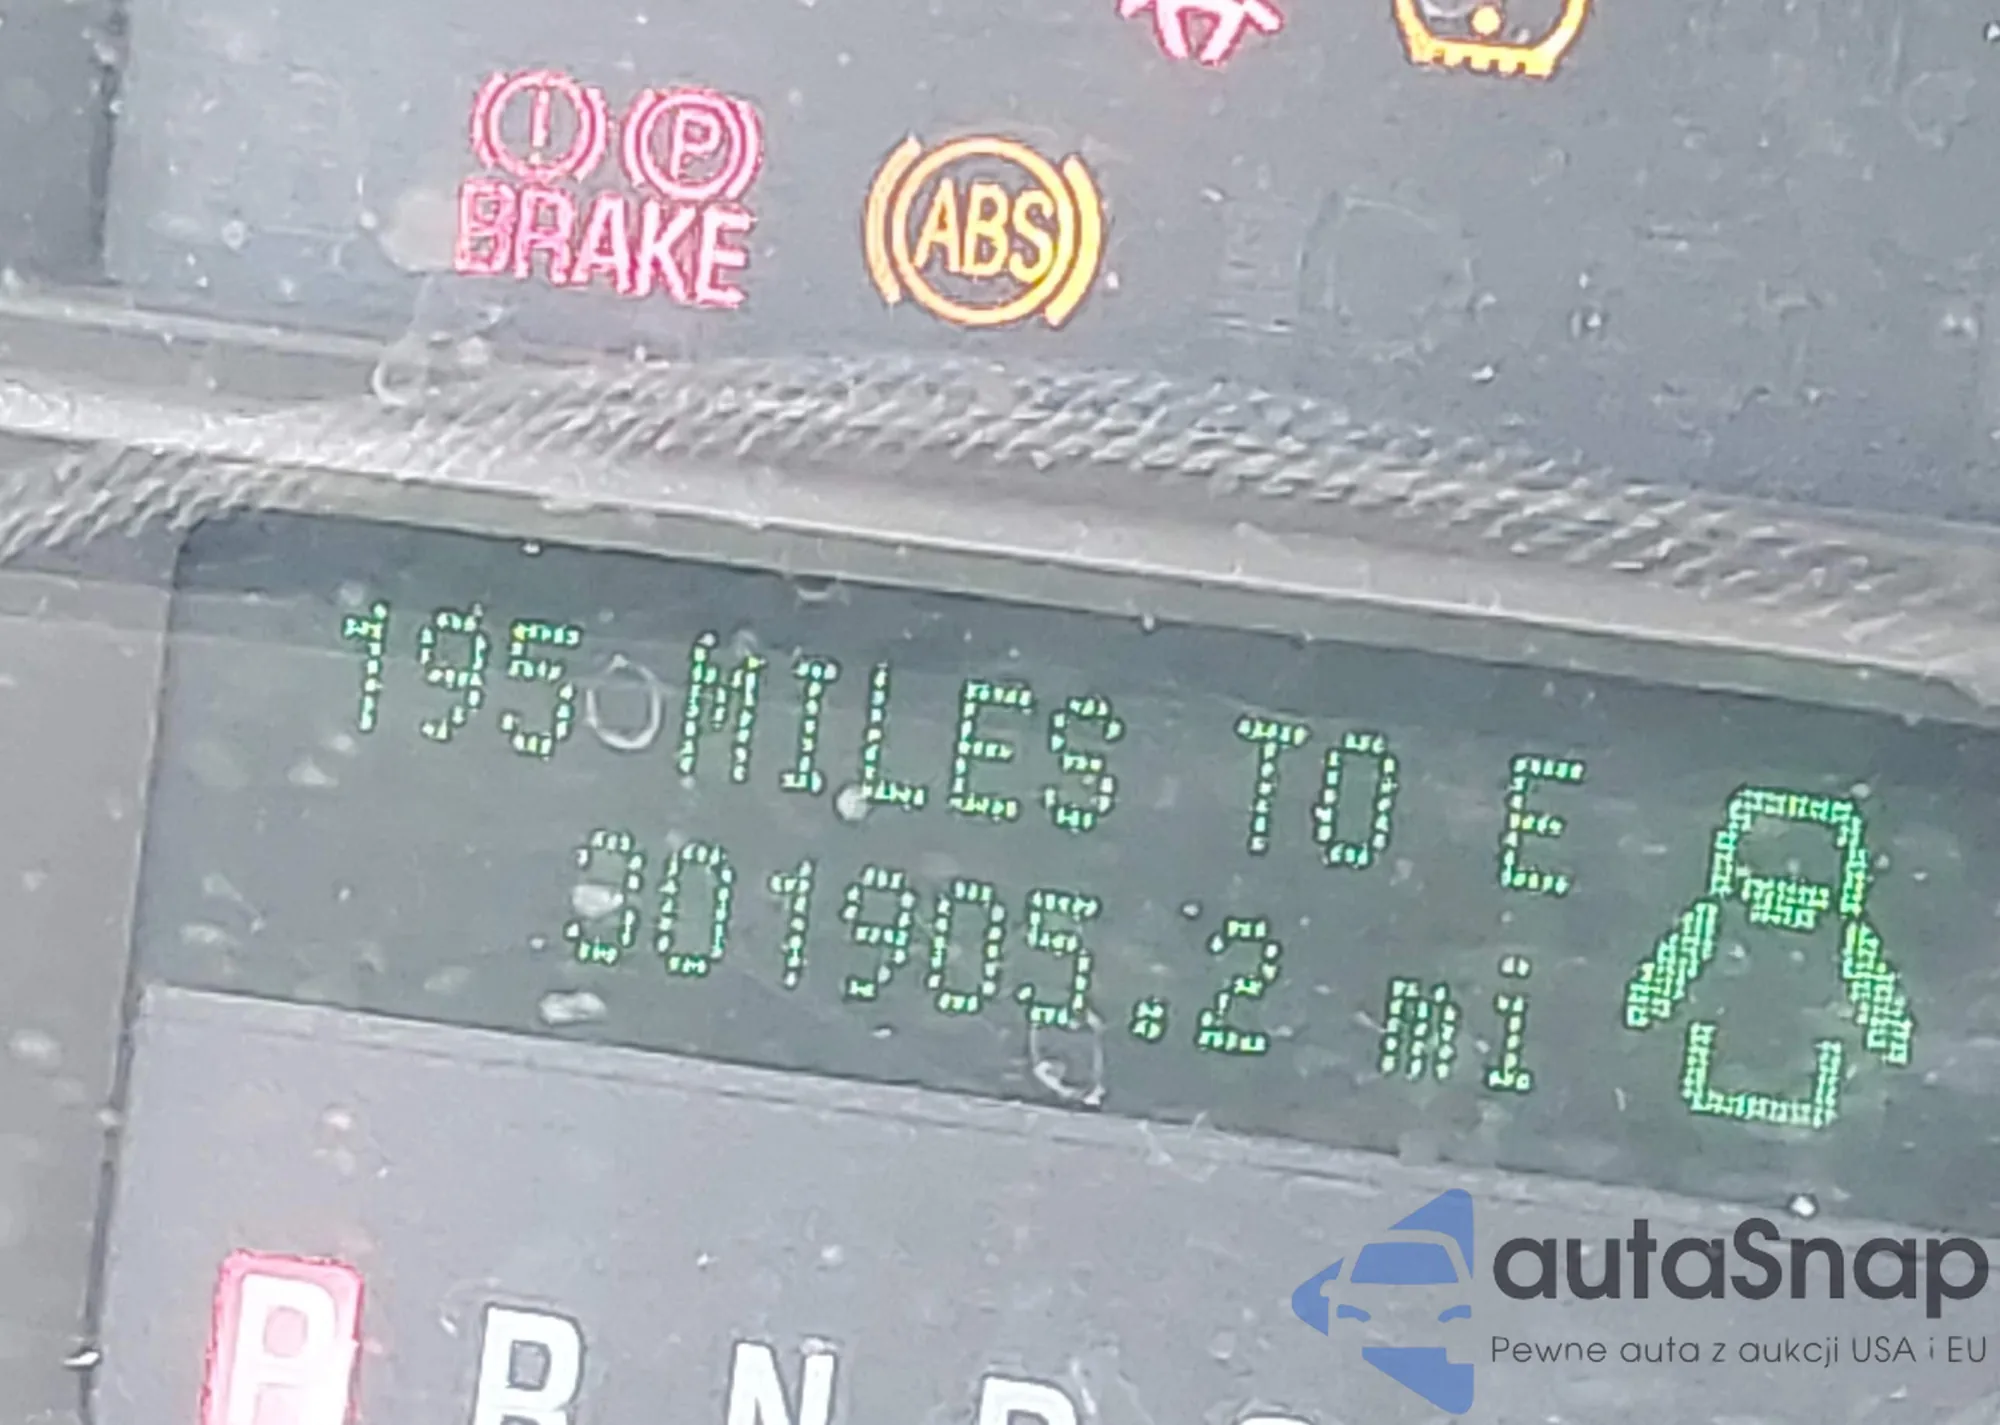 BRAKE
P
ABS
195 MILES TO E
301905.2 mi
P R N D
autaSnap
Pewne auta z aukcji USA i EU